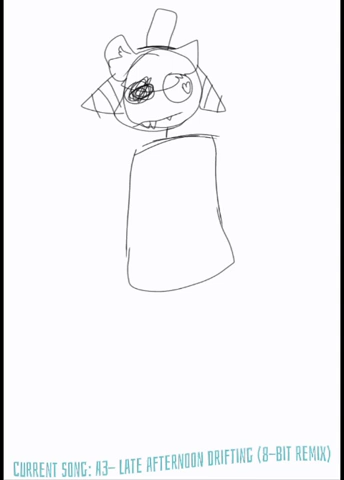 CURRENT SONG: A3- LATE AFTERNOON DRIFTING (8-BIT REMIX)